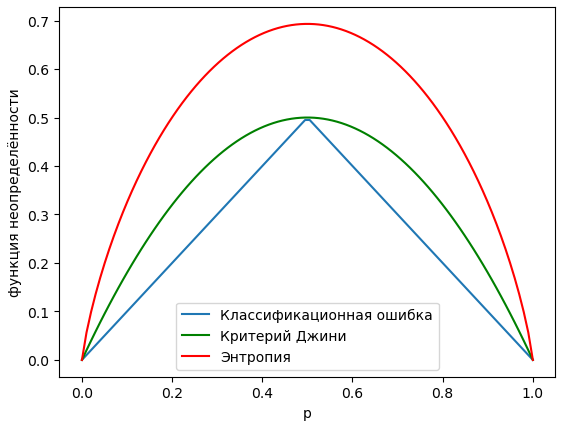 0.7
0.6
0.5
0.4
0.3
0.2
0.1
0.0
функция неопределённости
Классификационная ошибка
Критерий Джини
Энтропия
0.0 0.2 0.4 0.6 0.8 1.0
p